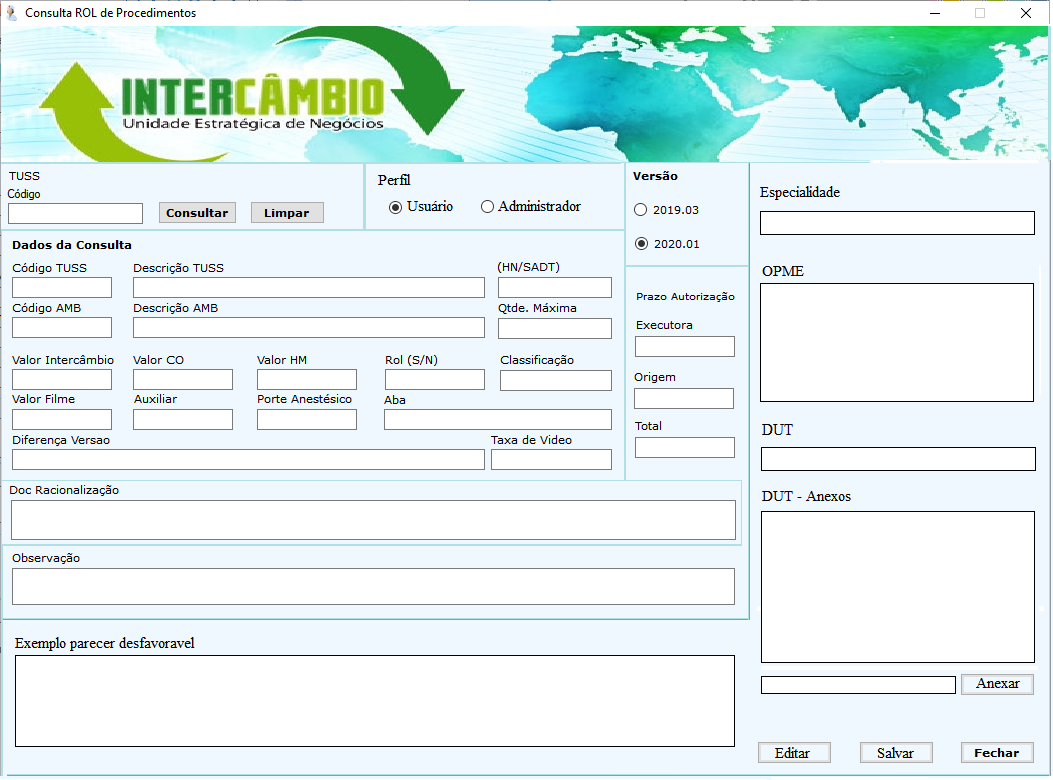 Consulta ROL de Procedimentos
INTERCÂMBIO
Unidade Estratégica de Negócios
TUSS
Código
Consultar
Limpar
Perfil
Usuário
Administrador
Versão
2019.03
2020.01
Dados da Consulta
Código TUSS
Descrição TUSS
(HN/SADT)
Código AMB
Descrição AMB
Qtde. Máxima
Valor Intercâmbio
Valor CO
Valor HM
Rol (S/N)
Classificação
Valor Filme
Auxiliar
Porte Anestésico
Aba
Diferença Versao
Taxa de Video
Prazo Autorização
Executora
Origem
Total
Doc Racionalização
Observação
Exemplo parecer desfavoravel
Especialidade
OPME
DUT
DUT - Anexos
Anexar
Editar
Salvar
Fechar